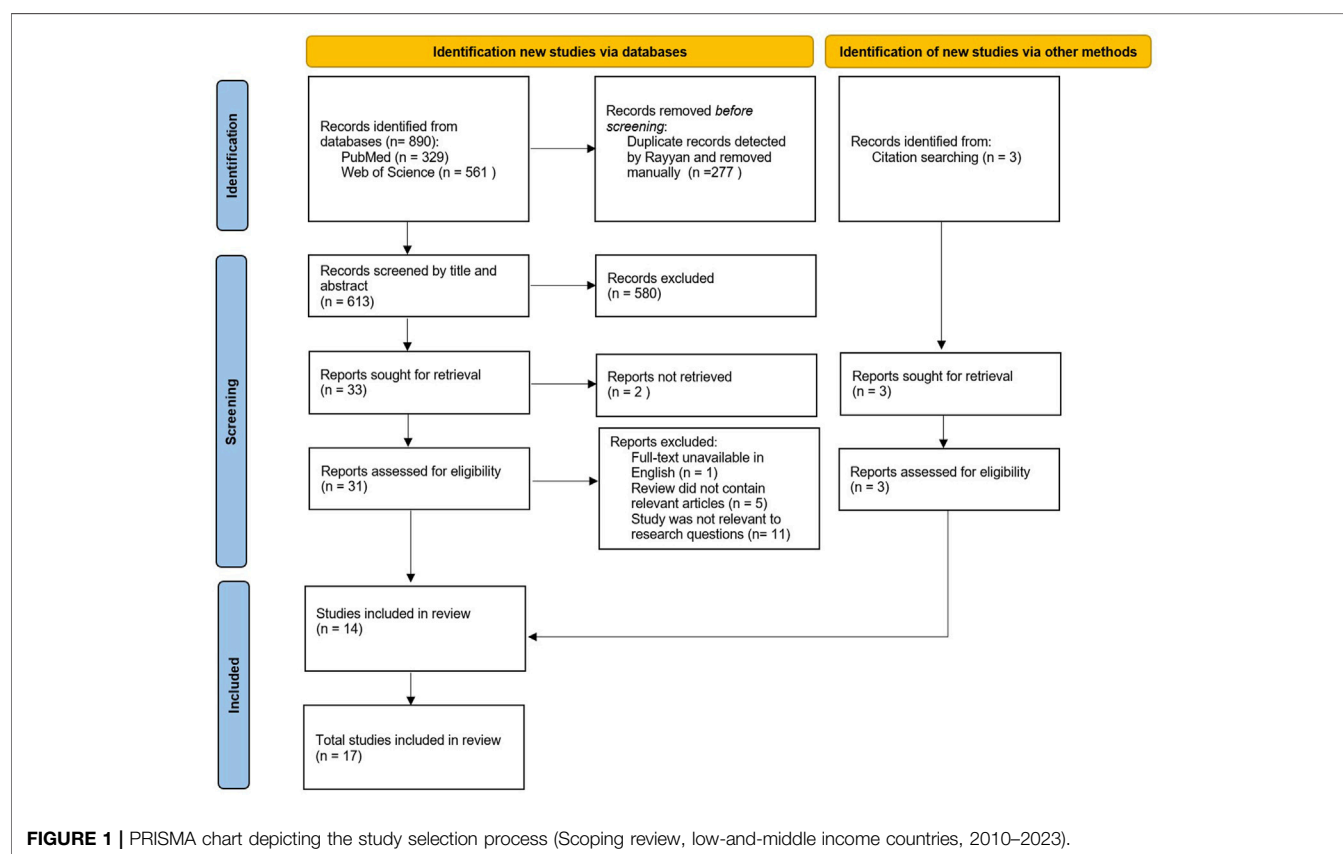 Identification new studies via databases
Identification of new studies via other methods
Identification
Records identified from
databases (n= 890):
PubMed (n = 329)
Web of Science (n = 561 )
Records removed before
screening:
Duplicate records detected
by Rayyan and removed
manually (n =277 )
Records identified from:
Citation searching (n = 3)
Screening
Records screened by title and
abstract
(n = 613)
Records excluded
(n = 580)
Reports sought for retrieval
(n = 33)
Reports not retrieved
(n = 2 )
Reports sought for retrieval
(n = 3)
Reports assessed for eligibility
(n = 31)
Reports excluded:
Full-text unavailable in
English (n = 1)
Review did not contain
relevant articles (n = 5)
Study was not relevant to
research questions (n= 11)
Reports assessed for eligibility
(n = 3)
Included
Studies included in review
(n = 14)
Total studies included in review
(n = 17)
FIGURE 1 | PRISMA chart depicting the study selection process (Scoping review, low-and-middle income countries, 2010–2023).